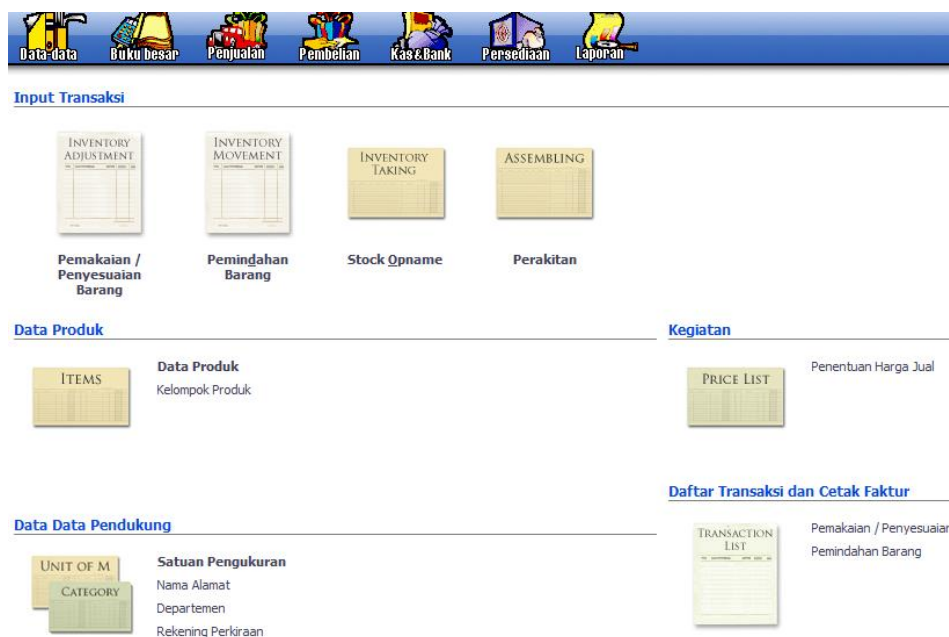 Data-data Buku besar Penjualan Pembelian Kas&Bank Persediaan Laporan
Input Transaksi
INVENTORY
ADJUSTMENT
INVENTORY
MOVEMENT
INVENTORY
TAKING
ASSEMBLING
Pemakaian /
Penyesuaian
Barang
Pemindahan
Barang
Stock Opname
Perakitan
Data Produk
ITEMS
Data Produk
Kelompok Produk
Kegiatan
PRICE LIST
Penentuan Harga Jual
Daftar Transaksi dan Cetak Faktur
TRANSACTION
LIST
Pemakaian / Penyesuaian
Pemindahan Barang
Data Data Pendukung
UNIT OF M
CATEGORY
Satuan Pengukuran
Nama Alamat
Departemen
Rekening Perkiraan